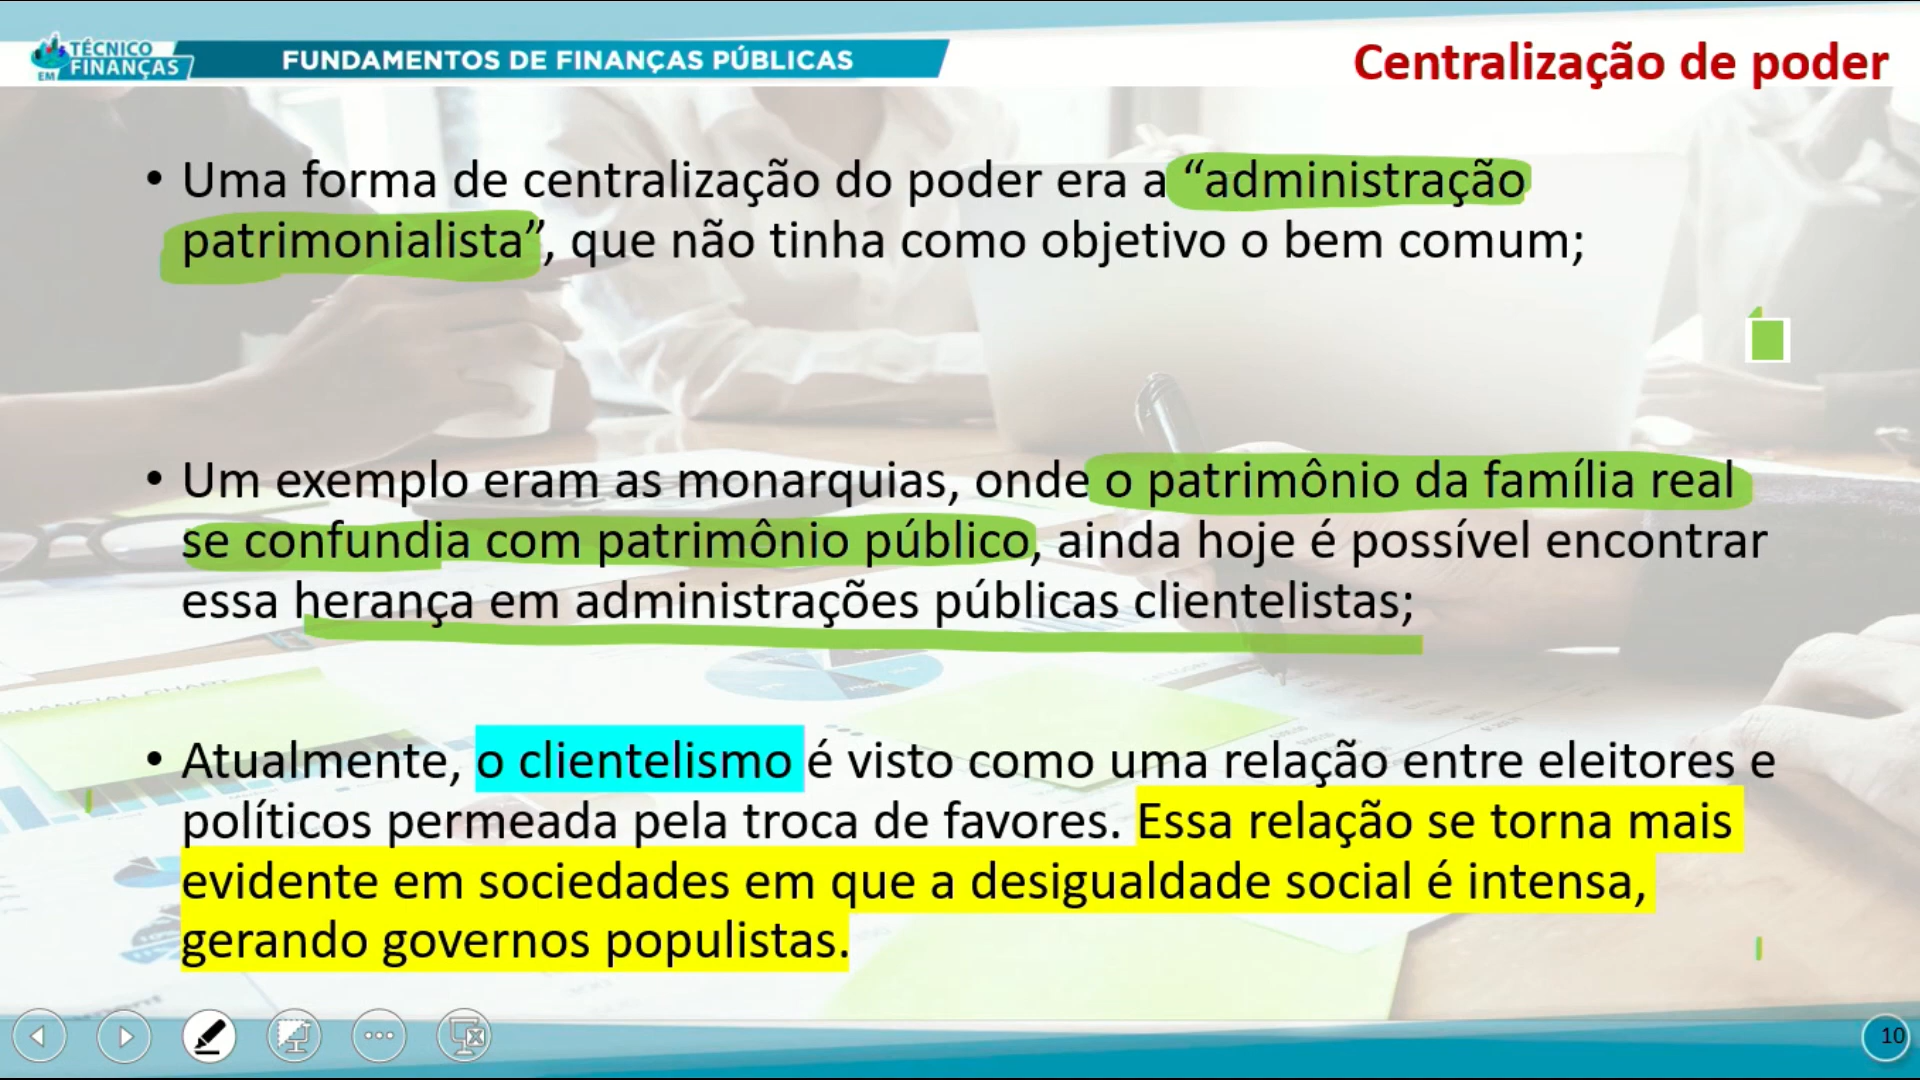 TÉCNICO
EM FINANÇAS
FUNDAMENTOS DE FINANÇAS PÚBLICAS
Centralização de poder
• Uma forma de centralização do poder era a “administração
patrimonialista”, que não tinha como objetivo o bem comum;
• Um exemplo eram as monarquias, onde o patrimônio da família real
se confundia com patrimônio público, ainda hoje é possível encontrar
essa herança em administrações públicas clientelistas;
• Atualmente, o clientelismo é visto como uma relação entre eleitores e
políticos permeada pela troca de favores. Essa relação se torna mais
evidente em sociedades em que a desigualdade social é intensa,
gerando governos populistas.
10